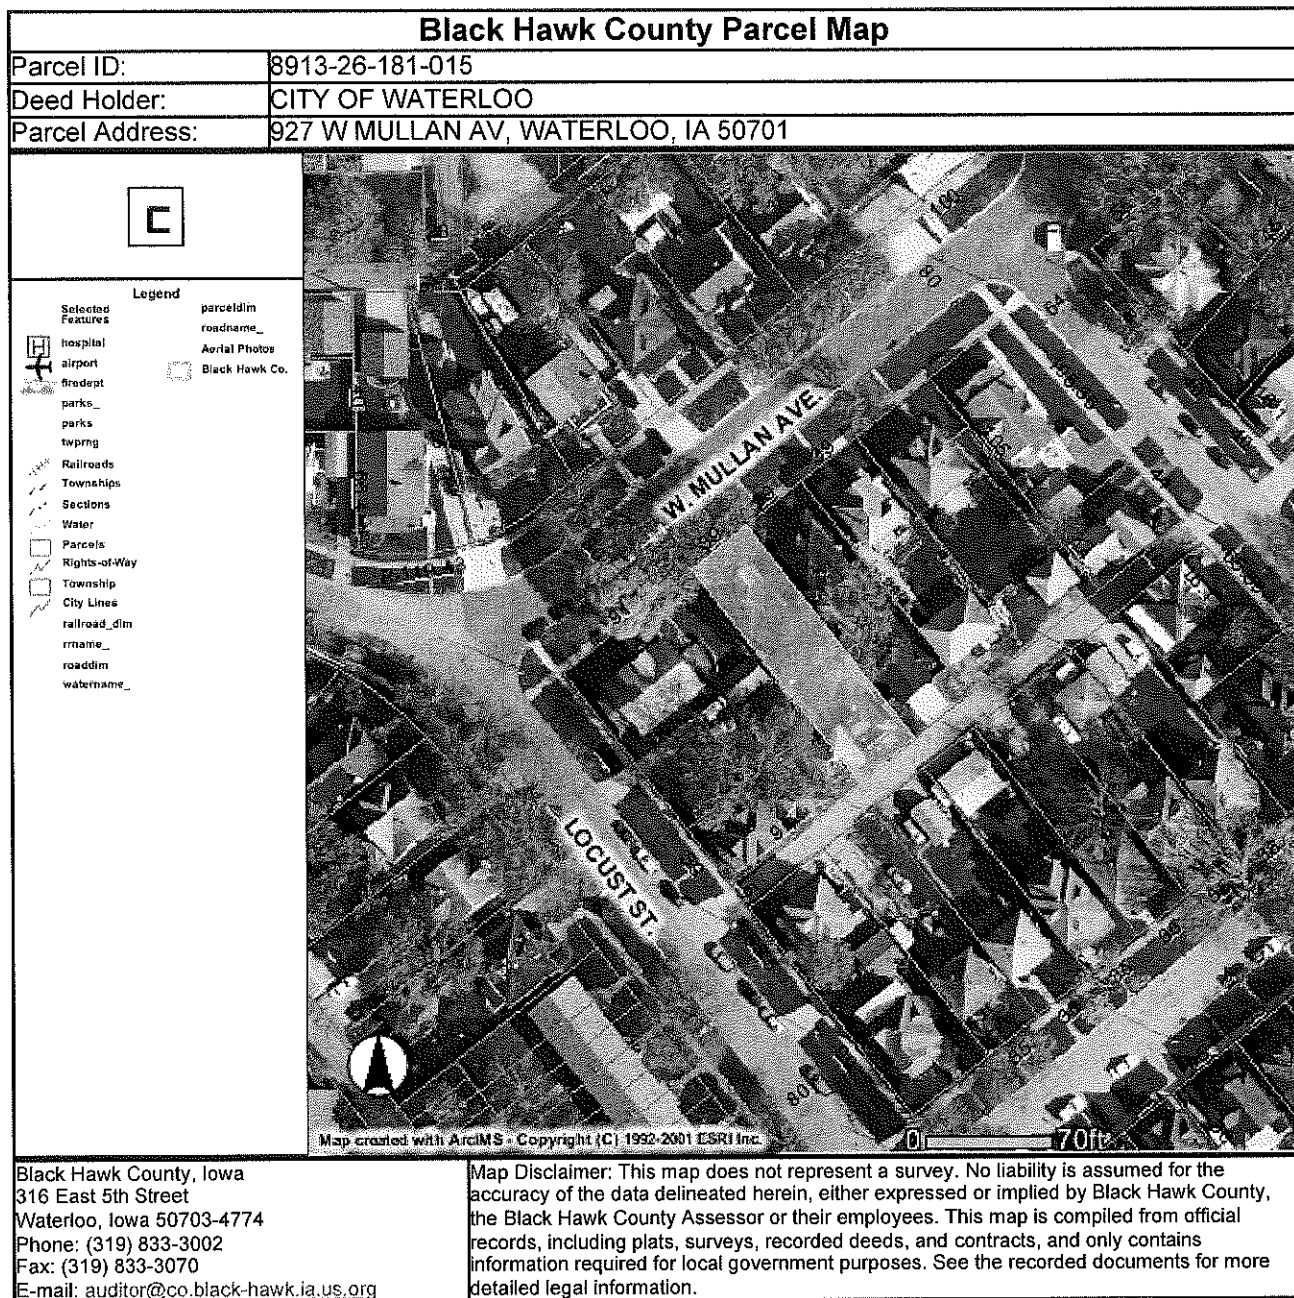 Black Hawk County Parcel Map
Parcel ID: 8913-26-181-015
Deed Holder: CITY OF WATERLOO
Parcel Address: 927 W MULLAN AV, WATERLOO, IA 50701
Legend
Selected Features
hospital
airport
firedept
parks_
parks
twprng
Railroads
Townships
Sections
Water
Parcels
Rights-of-Way
Township
City Lines
railroad_dim
rrname_
roaddim
watername_
parceldim
roadname_
Aerial Photos
Black Hawk Co.
100
80
64
W. MULLAN AVE.
LOCUST ST.
80
Map created with ArcIMS - Copyright (C) 1992-2001 ESRI Inc.
0 70ft
Black Hawk County, Iowa
316 East 5th Street
Waterloo, Iowa 50703-4774
Phone: (319) 833-3002
Fax: (319) 833-3070
E-mail: auditor@co.black-hawk.ia.us.org
Map Disclaimer: This map does not represent a survey. No liability is assumed for the
accuracy of the data delineated herein, either expressed or implied by Black Hawk County,
the Black Hawk County Assessor or their employees. This map is compiled from official
records, including plats, surveys, recorded deeds, and contracts, and only contains
information required for local government purposes. See the recorded documents for more
detailed legal information.